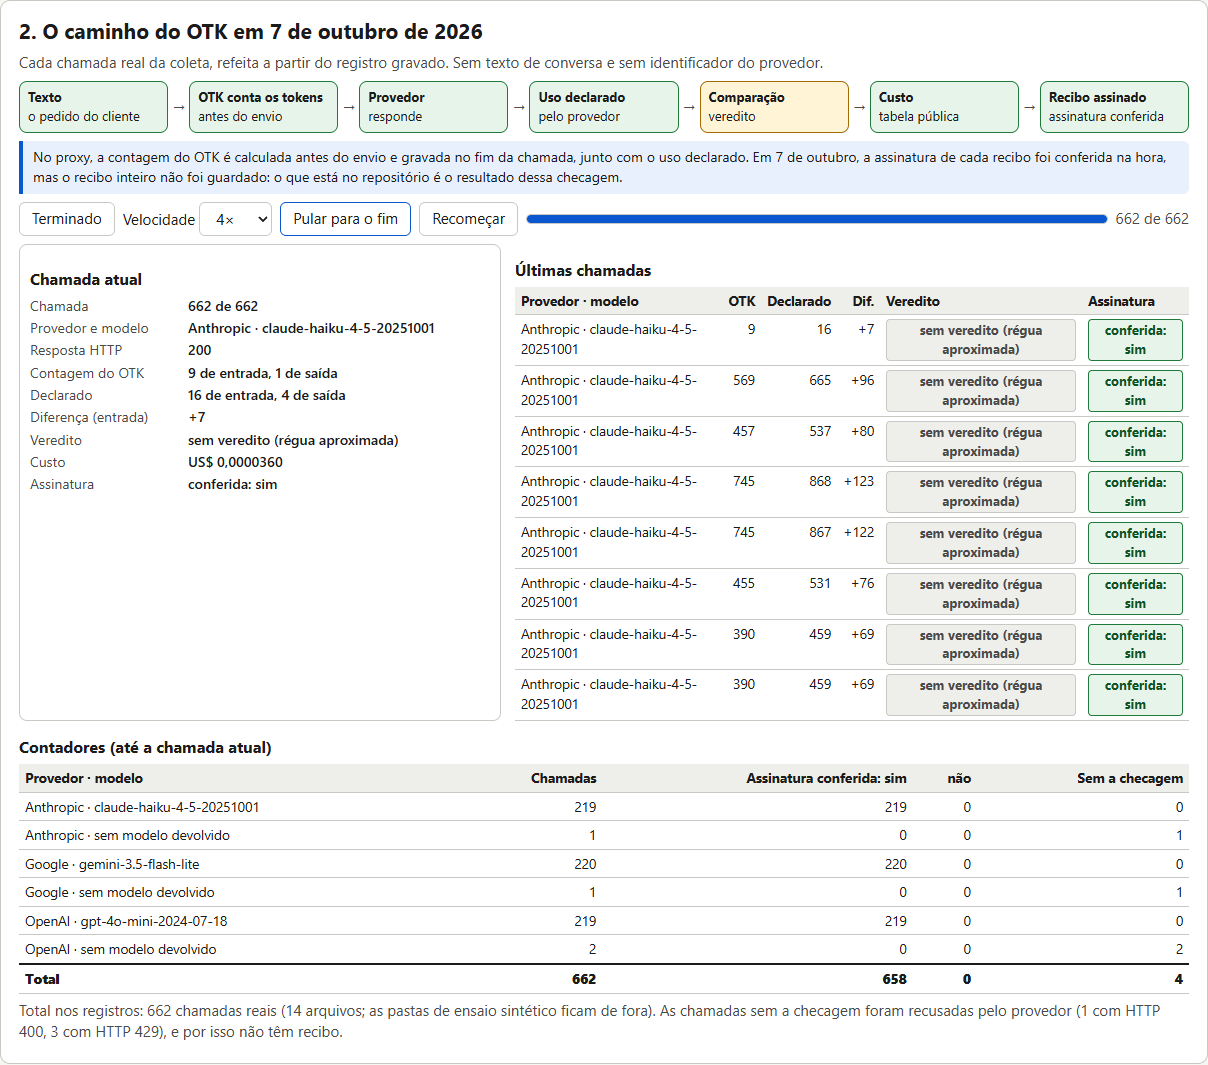 2. O caminho do OTK em 7 de outubro de 2026
Cada chamada real da coleta, refeita a partir do registro gravado. Sem texto de conversa e sem identificador do provedor.
Texto
o pedido do cliente
→
OTK conta os tokens
antes do envio
→
Provedor
responde
→
Uso declarado
pelo provedor
→
Comparação
veredito
→
Custo
tabela pública
→
Recibo assinado
assinatura conferida
No proxy, a contagem do OTK é calculada antes do envio e gravada no fim da chamada, junto com o uso declarado. Em 7 de outubro, a assinatura de cada recibo foi conferida na hora,
mas o recibo inteiro não foi guardado: o que está no repositório é o resultado dessa checagem.
Terminado Velocidade 4× Pular para o fim Recomeçar 662 de 662
Chamada atual
Chamada 662 de 662
Provedor e modelo Anthropic · claude-haiku-4-5-20251001
Resposta HTTP 200
Contagem do OTK 9 de entrada, 1 de saída
Declarado 16 de entrada, 4 de saída
Diferença (entrada) +7
Veredito sem veredito (régua aproximada)
Custo US$ 0,0000360
Assinatura conferida: sim
Últimas chamadas
Provedor · modelo OTK Declarado Dif. Veredito Assinatura
Anthropic · claude-haiku-4-5- 9 16 +7 sem veredito (régua conferida:
20251001 aproximada) sim
Anthropic · claude-haiku-4-5- 569 665 +96 sem veredito (régua conferida:
20251001 aproximada) sim
Anthropic · claude-haiku-4-5- 457 537 +80 sem veredito (régua conferida:
20251001 aproximada) sim
Anthropic · claude-haiku-4-5- 745 868 +123 sem veredito (régua conferida:
20251001 aproximada) sim
Anthropic · claude-haiku-4-5- 745 867 +122 sem veredito (régua conferida:
20251001 aproximada) sim
Anthropic · claude-haiku-4-5- 455 531 +76 sem veredito (régua conferida:
20251001 aproximada) sim
Anthropic · claude-haiku-4-5- 390 459 +69 sem veredito (régua conferida:
20251001 aproximada) sim
Anthropic · claude-haiku-4-5- 390 459 +69 sem veredito (régua conferida:
20251001 aproximada) sim
Contadores (até a chamada atual)
Provedor · modelo Chamadas Assinatura conferida: sim não Sem a checagem
Anthropic · claude-haiku-4-5-20251001 219 219 0 0
Anthropic · sem modelo devolvido 1 0 0 1
Google · gemini-3.5-flash-lite 220 220 0 0
Google · sem modelo devolvido 1 0 0 1
OpenAI · gpt-4o-mini-2024-07-18 219 219 0 0
OpenAI · sem modelo devolvido 2 0 0 2
Total 662 658 0 4
Total nos registros: 662 chamadas reais (14 arquivos; as pastas de ensaio sintético ficam de fora). As chamadas sem a checagem foram recusadas pelo provedor (1 com HTTP
400, 3 com HTTP 429), e por isso não têm recibo.